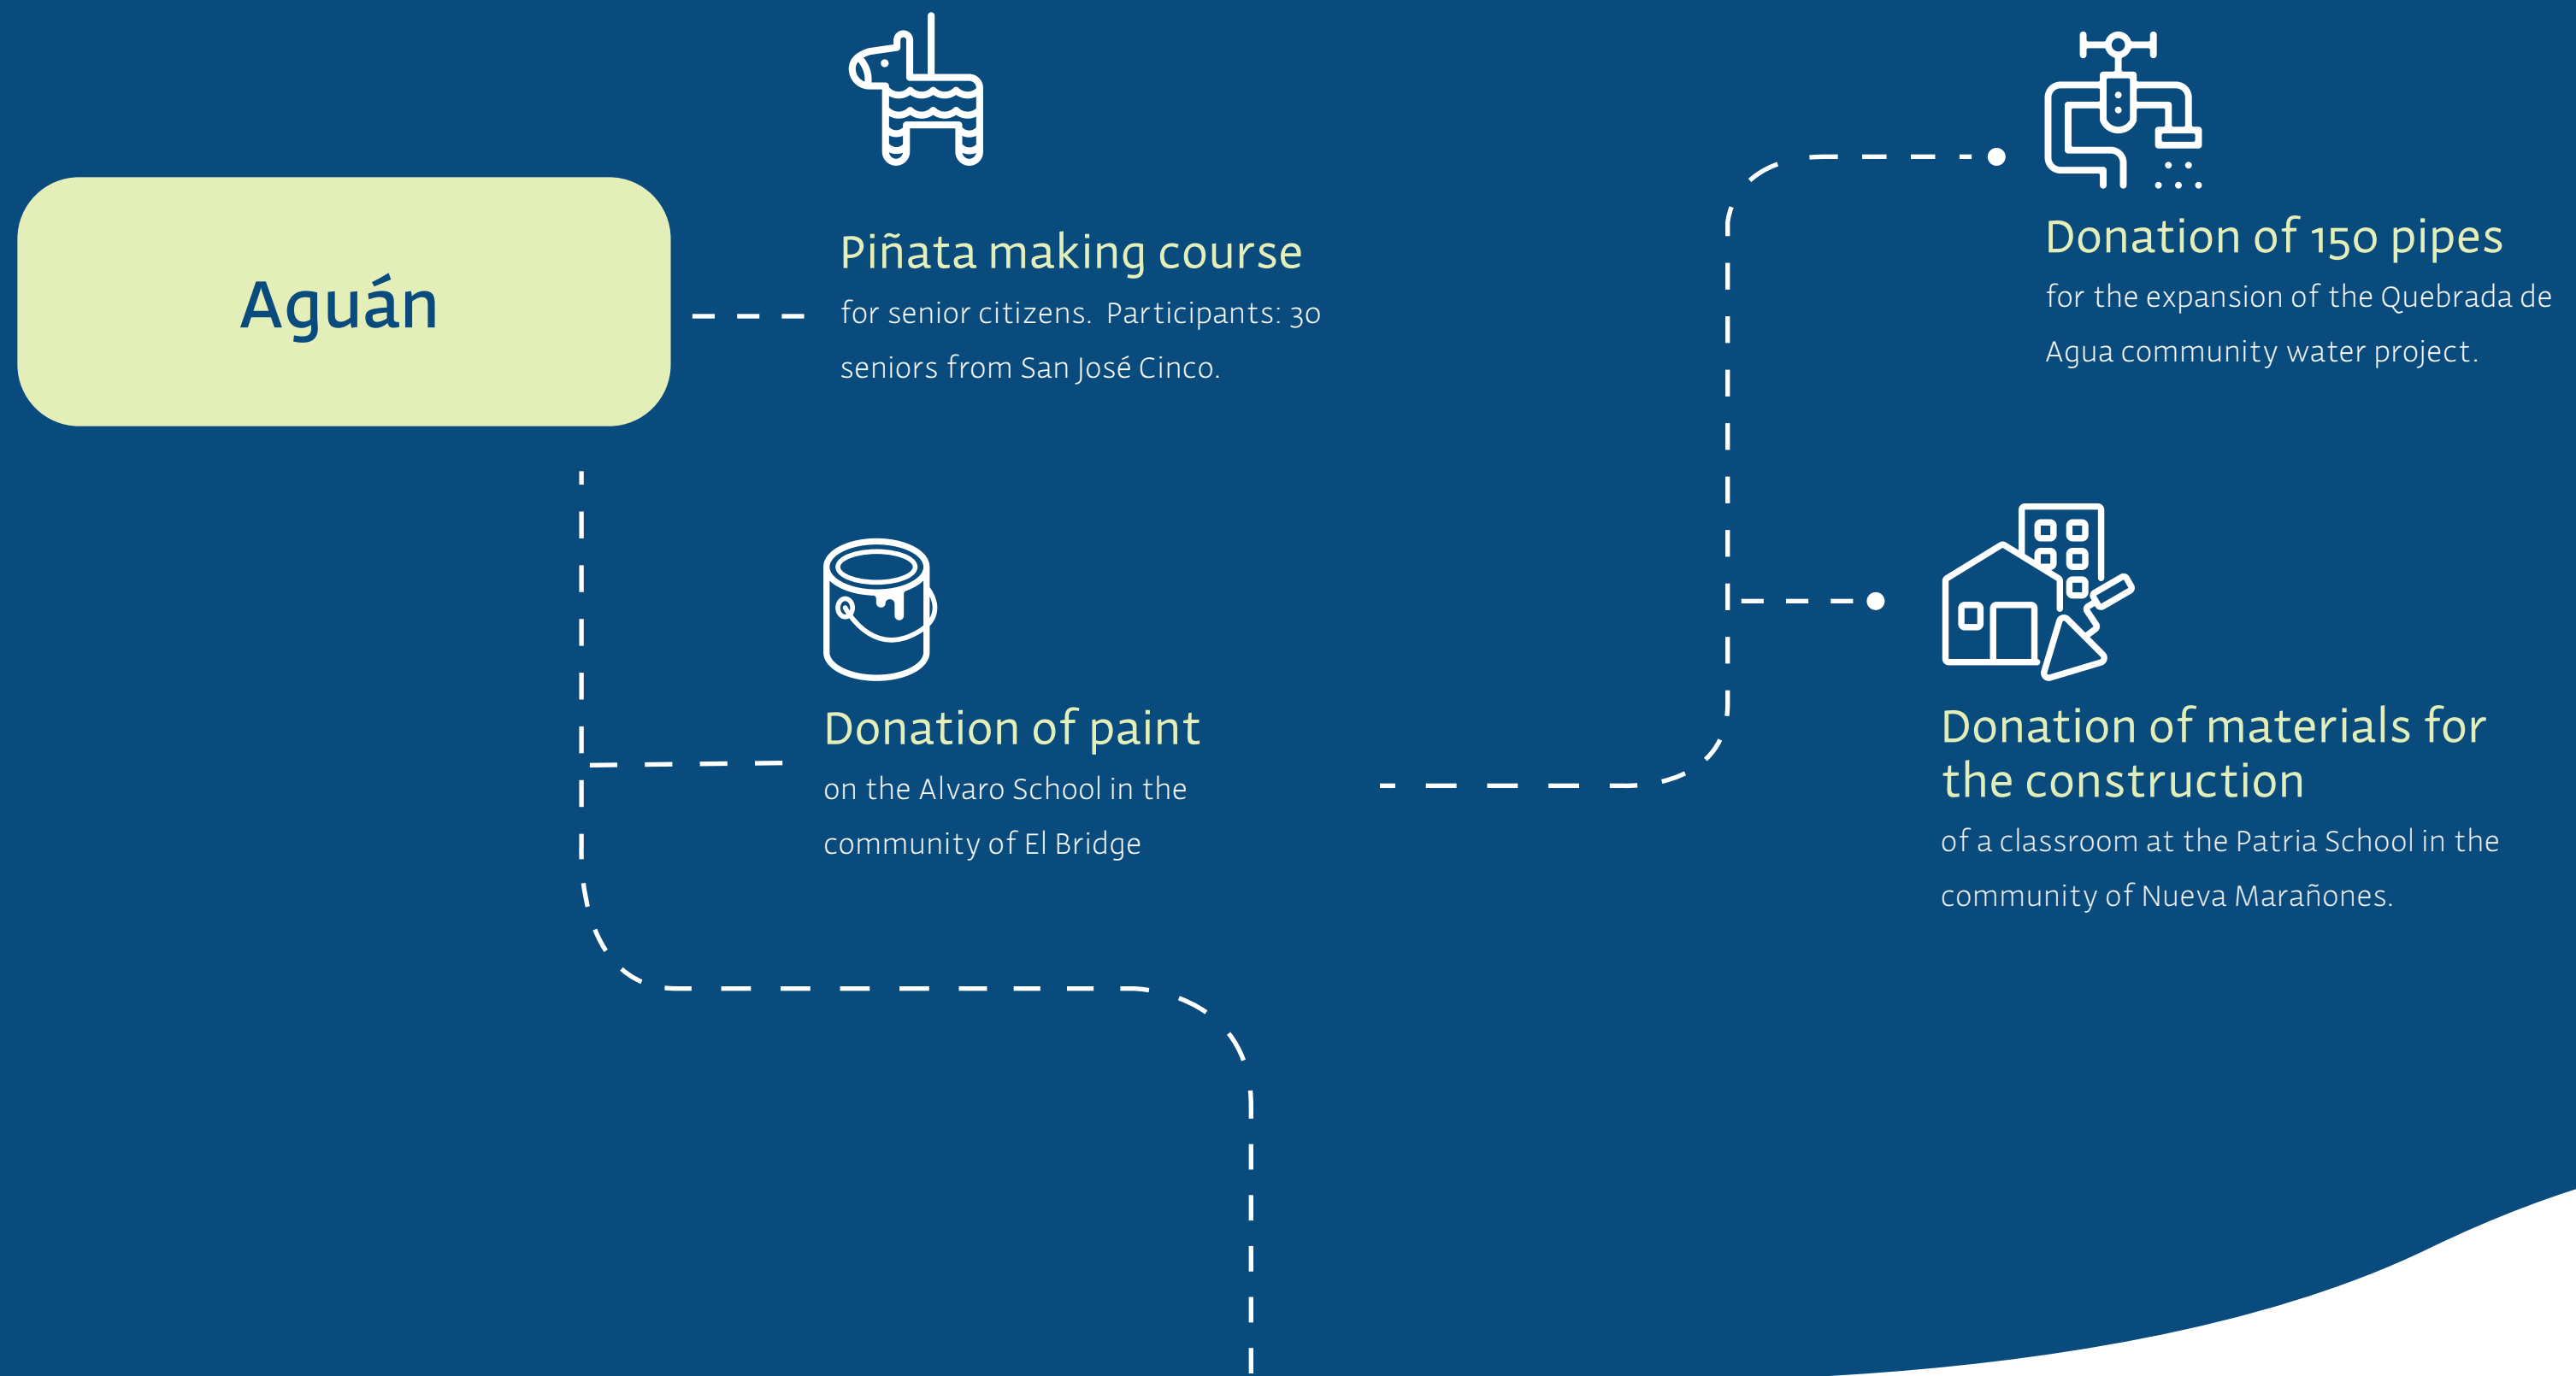 Aguán
Piñata making course
for senior citizens.  Participants: 30
seniors from San José Cinco.
Donation of paint
on the Alvaro School in the
community of El Bridge
Donation of 150 pipes
for the expansion of the Quebrada de
Agua community water project.
Donation of materials for
the construction
of a classroom at the Patria School in the
community of Nueva Marañones.